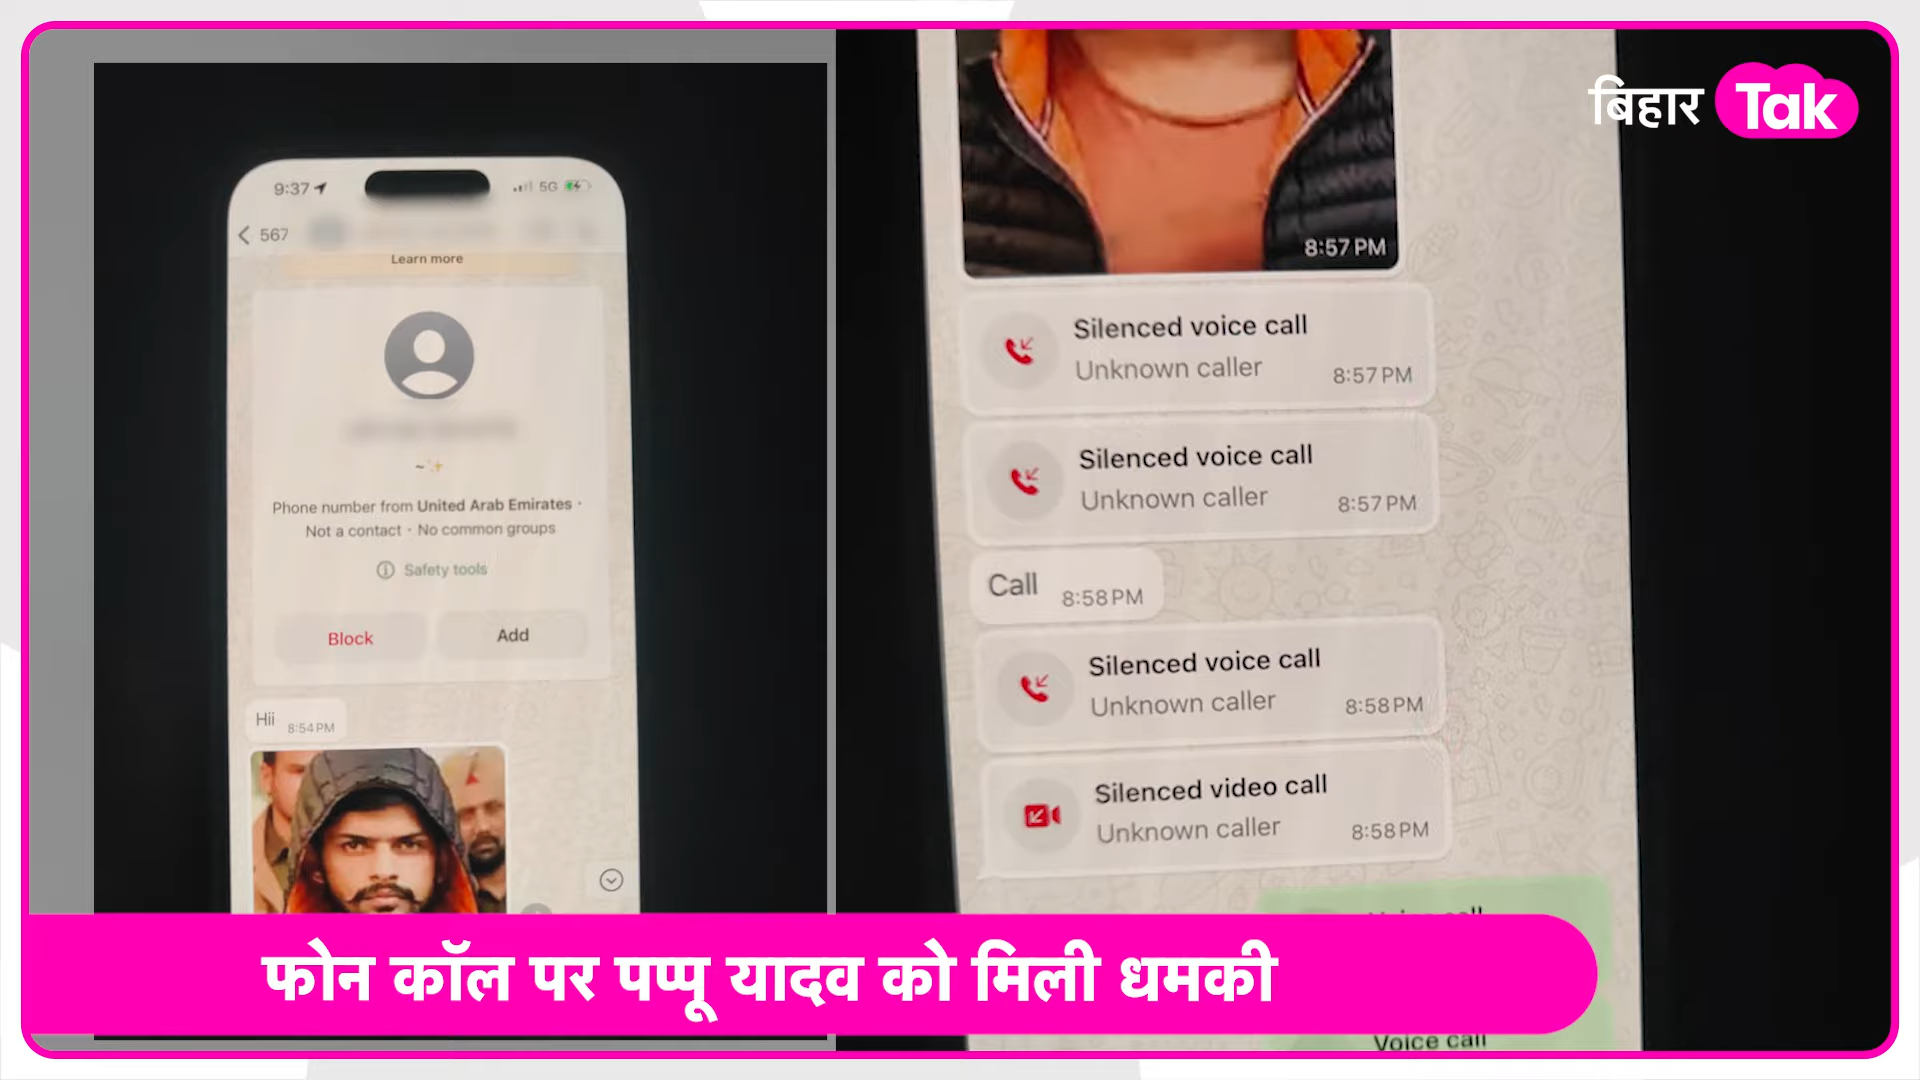 बिहार Tak
9:37
5G
567
Learn more
Phone number from United Arab Emirates ·
Not a contact · No common groups
Safety tools
Block
Add
Hii 8:54 PM
8:57 PM
Silenced voice call
Unknown caller 8:57 PM
Silenced voice call
Unknown caller 8:57 PM
Call 8:58 PM
Silenced voice call
Unknown caller 8:58 PM
Silenced video call
Unknown caller 8:58 PM
Voice call
Voice call
फोन कॉल पर पप्पू यादव को मिली धमकी